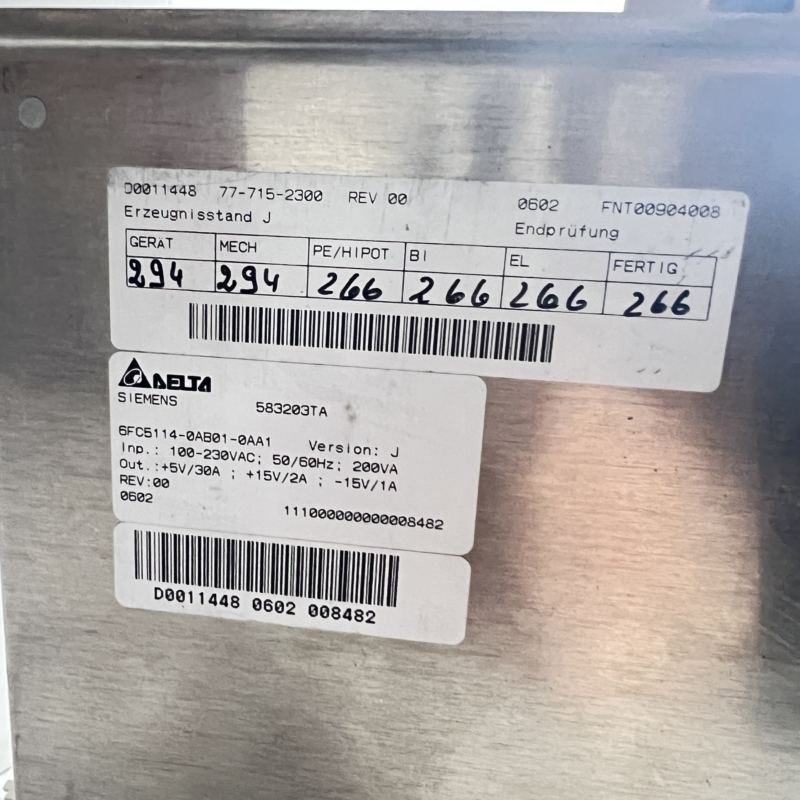 D0011448 77-715-2300 REV 00 0602 FNT00904008
Erzeugnisstand J Endprüfung
GERÄT MECH PE/HIPOT BI EL FERTIG
294 294 266 266 266 266
DELTA
SIEMENS 583203TA
6FC5114-0AB01-0AA1 Version: J
Inp.: 100-230VAC; 50/60Hz; 200VA
Out.:+5V/30A ; +15V/2A ; -15V/1A
REV:00
0602
111000000000008482
D0011448 0602 008482